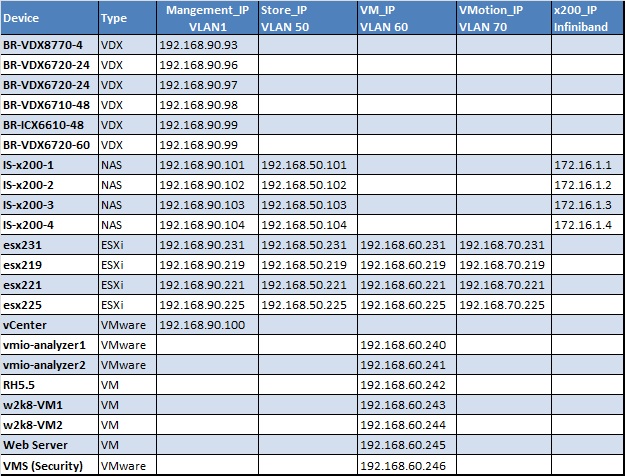 Device Type Mangement_IP VLAN1 Store_IP VLAN 50 VM_IP VLAN 60 VMotion_IP VLAN 70 x200_IP Infiniband
BR-VDX8770-4 VDX 192.168.90.93
BR-VDX6720-24 VDX 192.168.90.96
BR-VDX6720-24 VDX 192.168.90.97
BR-VDX6710-48 VDX 192.168.90.98
BR-ICX6610-48 VDX 192.168.90.99
BR-VDX6720-60 VDX 192.168.90.99
IS-x200-1 NAS 192.168.90.101 192.168.50.101 172.16.1.1
IS-x200-2 NAS 192.168.90.102 192.168.50.102 172.16.1.2
IS-x200-3 NAS 192.168.90.103 192.168.50.103 172.16.1.3
IS-x200-4 NAS 192.168.90.104 192.168.50.104 172.16.1.4
esx231 ESXi 192.168.90.231 192.168.50.231 192.168.60.231 192.168.70.231
esx219 ESXi 192.168.90.219 192.168.50.219 192.168.60.219 192.168.70.219
esx221 ESXi 192.168.90.221 192.168.50.221 192.168.60.221 192.168.70.221
esx225 ESXi 192.168.90.225 192.168.50.225 192.168.60.225 192.168.70.225
vCenter VMware 192.168.90.100
vmio-analyzer1 VMware 192.168.60.240
vmio-analyzer2 VMware 192.168.60.241
RH5.5 VM 192.168.60.242
w2k8-VM1 VM 192.168.60.243
w2k8-VM2 VM 192.168.60.244
Web Server VM 192.168.60.245
VMS (Security) VMware 192.168.60.246